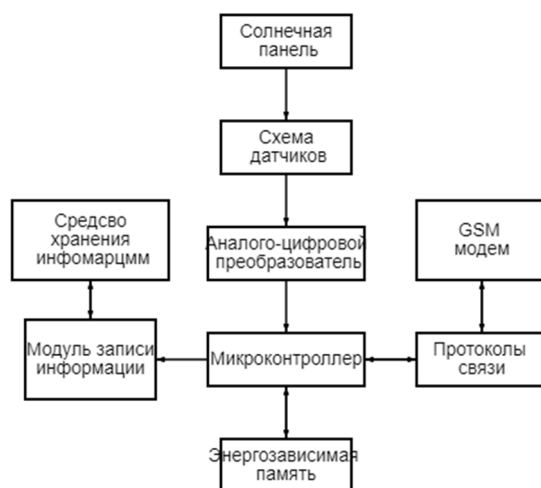 Солнечная
панель
Схема
датчиков
Средсво
хранения
инфомарцмм
Аналого-цифровой
преобразователь
GSM
модем
Модуль записи
информации
Микроконтроллер
Протоколы
связи
Энергозависимая
память